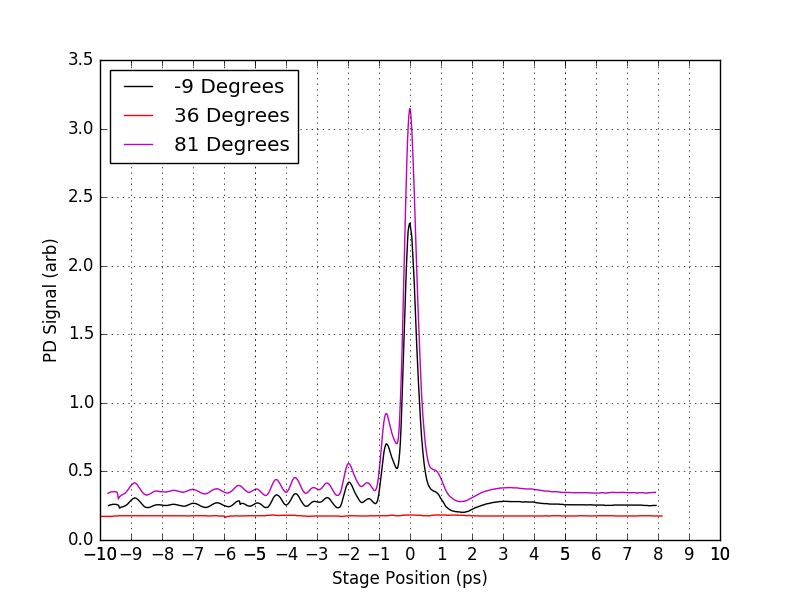 3.5
3.0
2.5
2.0
1.5
1.0
0.5
0.0
-9 Degrees
36 Degrees
81 Degrees
PD Signal (arb)
−10 −9 −8 −7 −6 −5 −4 −3 −2 −1 0 1 2 3 4 5 6 7 8 9 10
Stage Position (ps)